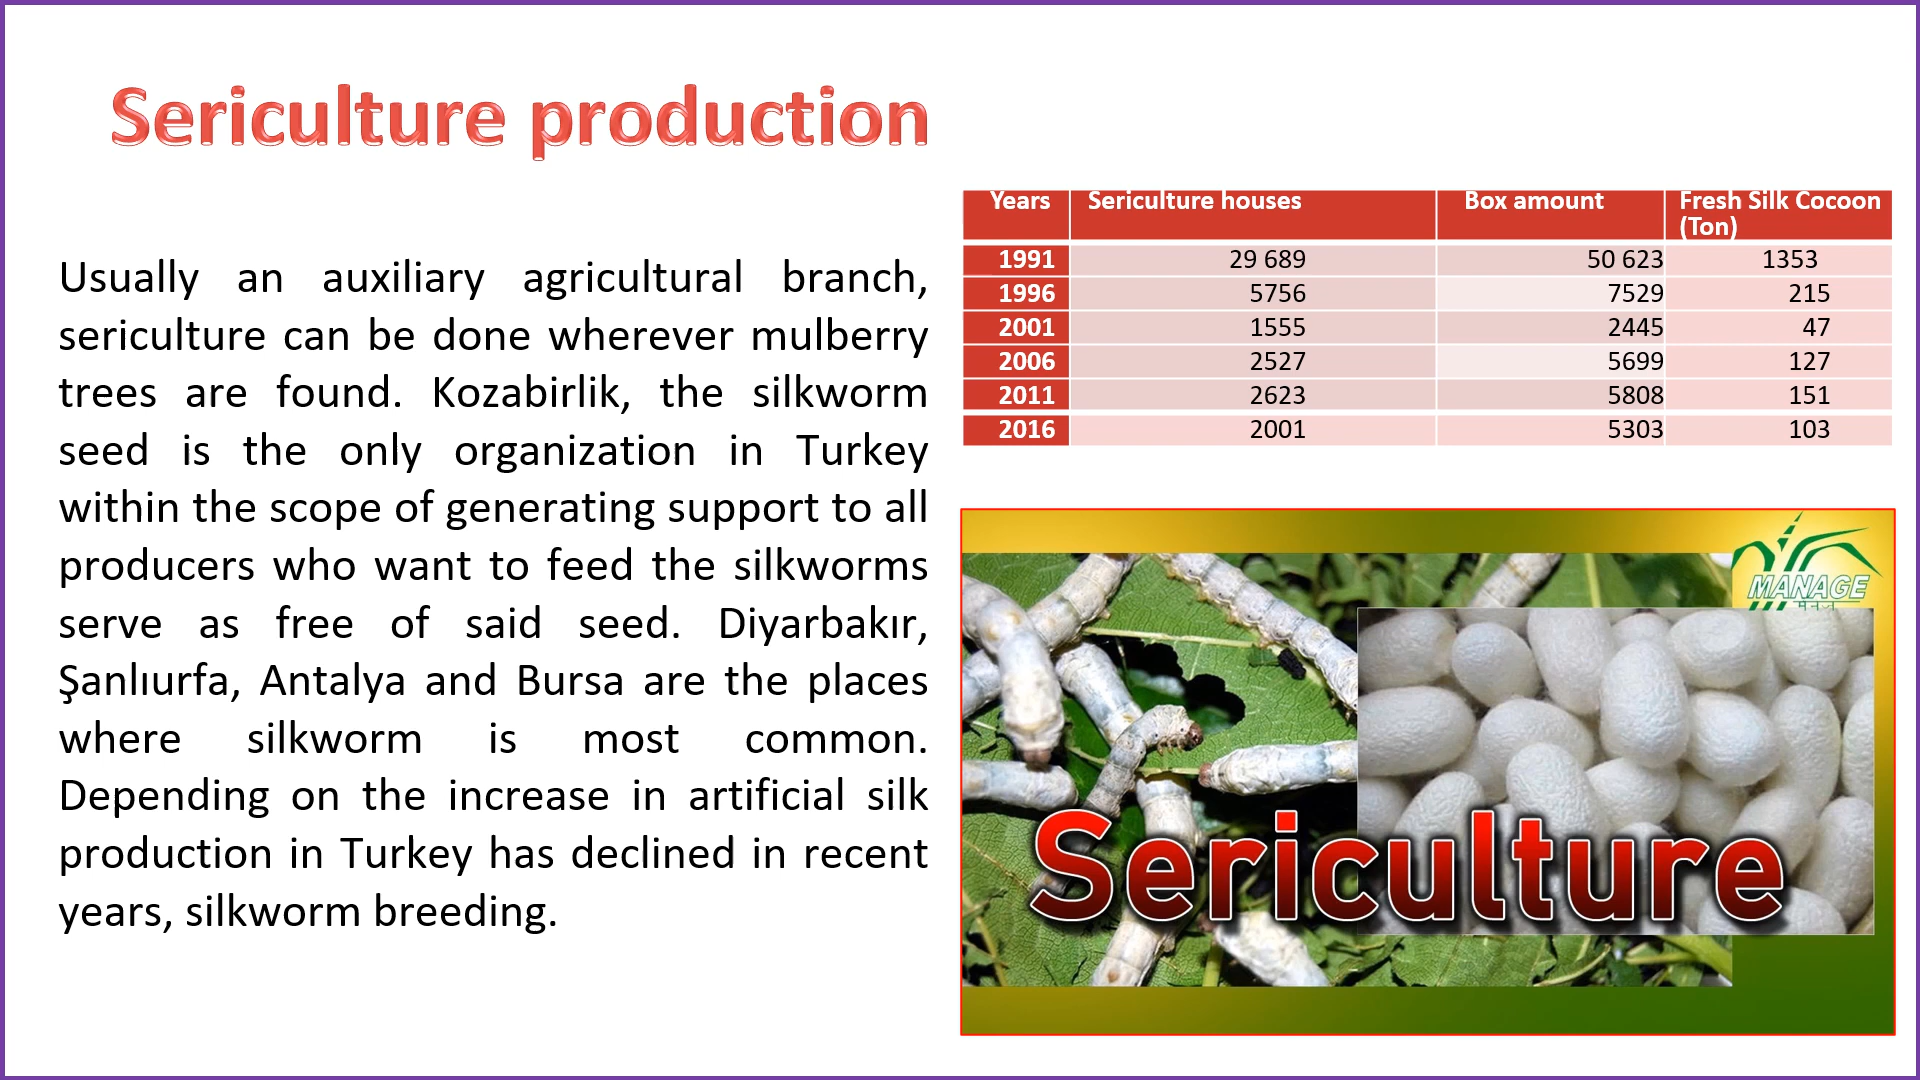 Sericulture production
Usually an auxiliary agricultural branch,
sericulture can be done wherever mulberry
trees are found. Kozabirlik, the silkworm
seed is the only organization in Turkey
within the scope of generating support to all
producers who want to feed the silkworms
serve as free of said seed. Diyarbakır,
Şanlıurfa, Antalya and Bursa are the places
where silkworm is most common.
Depending on the increase in artificial silk
production in Turkey has declined in recent
years, silkworm breeding.
Years Sericulture houses Box amount Fresh Silk Cocoon
(Ton)
1991 29 689 50 623 1353
1996 5756 7529 215
2001 1555 2445 47
2006 2527 5699 127
2011 2623 5808 151
2016 2001 5303 103
MANAGE
Sericulture